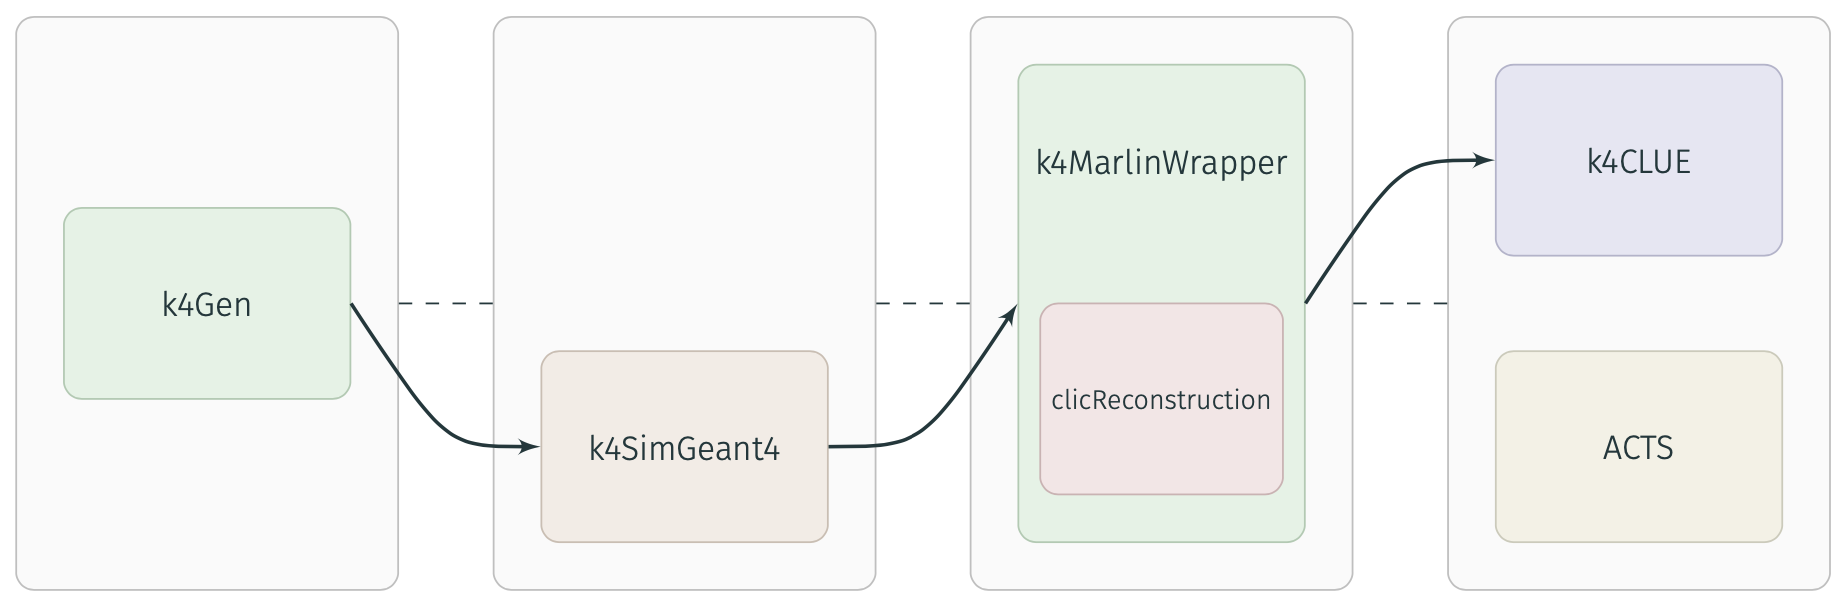 k4Gen
k4SimGeant4
k4MarlinWrapper
clicReconstruction
k4CLUE
ACTS